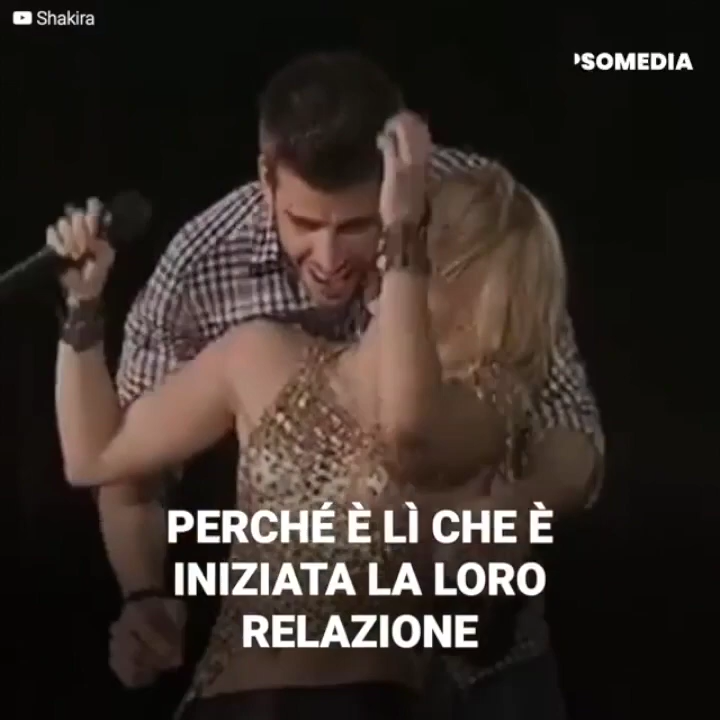 Shakira
SOMEDIA
PERCHÉ È LÌ CHE È
INIZIATA LA LORO
RELAZIONE